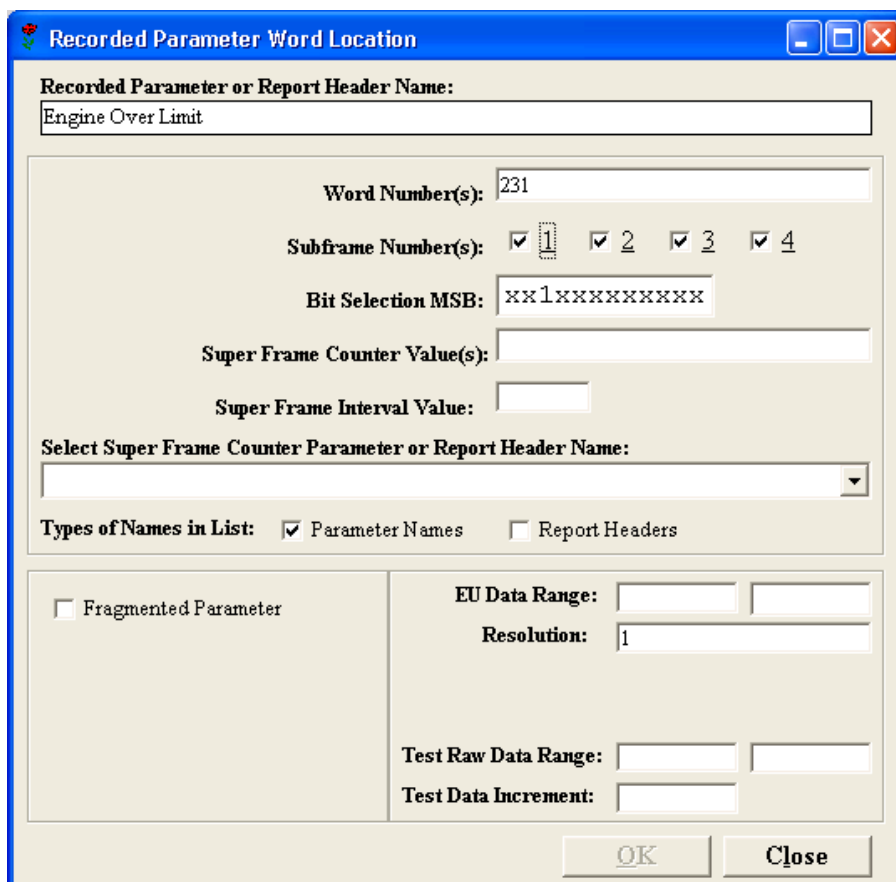 Recorded Parameter Word Location
Recorded Parameter or Report Header Name:
Engine Over Limit
Word Number(s): 231
Subframe Number(s): 1 2 3 4
Bit Selection MSB: xx1xxxxxxxxx
Super Frame Counter Value(s):
Super Frame Interval Value:
Select Super Frame Counter Parameter or Report Header Name:
Types of Names in List: Parameter Names Report Headers
Fragmented Parameter
EU Data Range:
Resolution: 1
Test Raw Data Range:
Test Data Increment:
OK Close